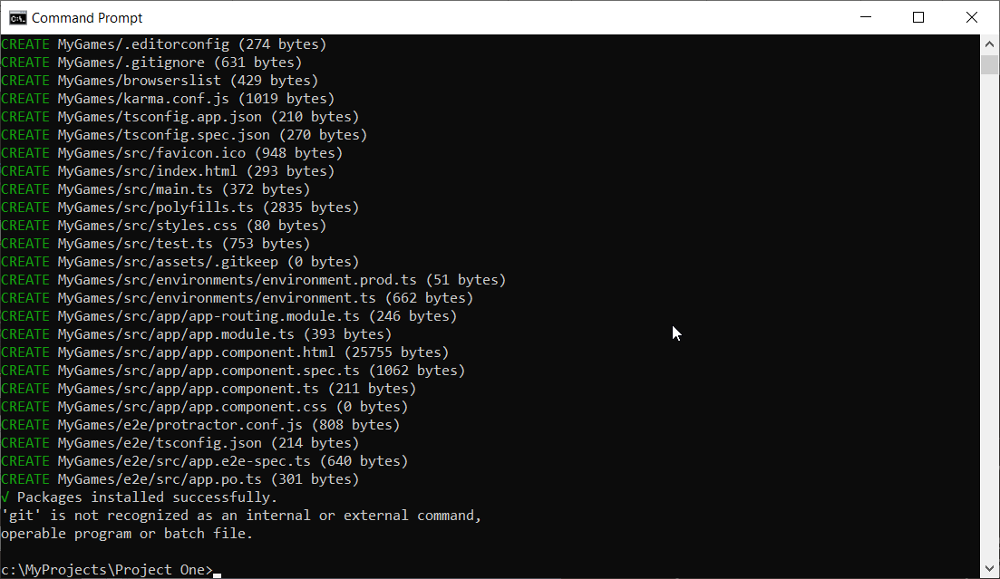 Command Prompt
CREATE MyGames/.editorconfig (274 bytes)
CREATE MyGames/.gitignore (631 bytes)
CREATE MyGames/browserslist (429 bytes)
CREATE MyGames/karma.conf.js (1019 bytes)
CREATE MyGames/tsconfig.app.json (210 bytes)
CREATE MyGames/tsconfig.spec.json (270 bytes)
CREATE MyGames/src/favicon.ico (948 bytes)
CREATE MyGames/src/index.html (293 bytes)
CREATE MyGames/src/main.ts (372 bytes)
CREATE MyGames/src/polyfills.ts (2835 bytes)
CREATE MyGames/src/styles.css (80 bytes)
CREATE MyGames/src/test.ts (753 bytes)
CREATE MyGames/src/assets/.gitkeep (0 bytes)
CREATE MyGames/src/environments/environment.prod.ts (51 bytes)
CREATE MyGames/src/environments/environment.ts (662 bytes)
CREATE MyGames/src/app/app-routing.module.ts (246 bytes)
CREATE MyGames/src/app/app.module.ts (393 bytes)
CREATE MyGames/src/app/app.component.html (25755 bytes)
CREATE MyGames/src/app/app.component.spec.ts (1062 bytes)
CREATE MyGames/src/app/app.component.ts (211 bytes)
CREATE MyGames/src/app/app.component.css (0 bytes)
CREATE MyGames/e2e/protractor.conf.js (808 bytes)
CREATE MyGames/e2e/tsconfig.json (214 bytes)
CREATE MyGames/e2e/src/app.e2e-spec.ts (640 bytes)
CREATE MyGames/e2e/src/app.po.ts (301 bytes)
√ Packages installed successfully.
'git' is not recognized as an internal or external command,
operable program or batch file.
c:\MyProjects\Project One>